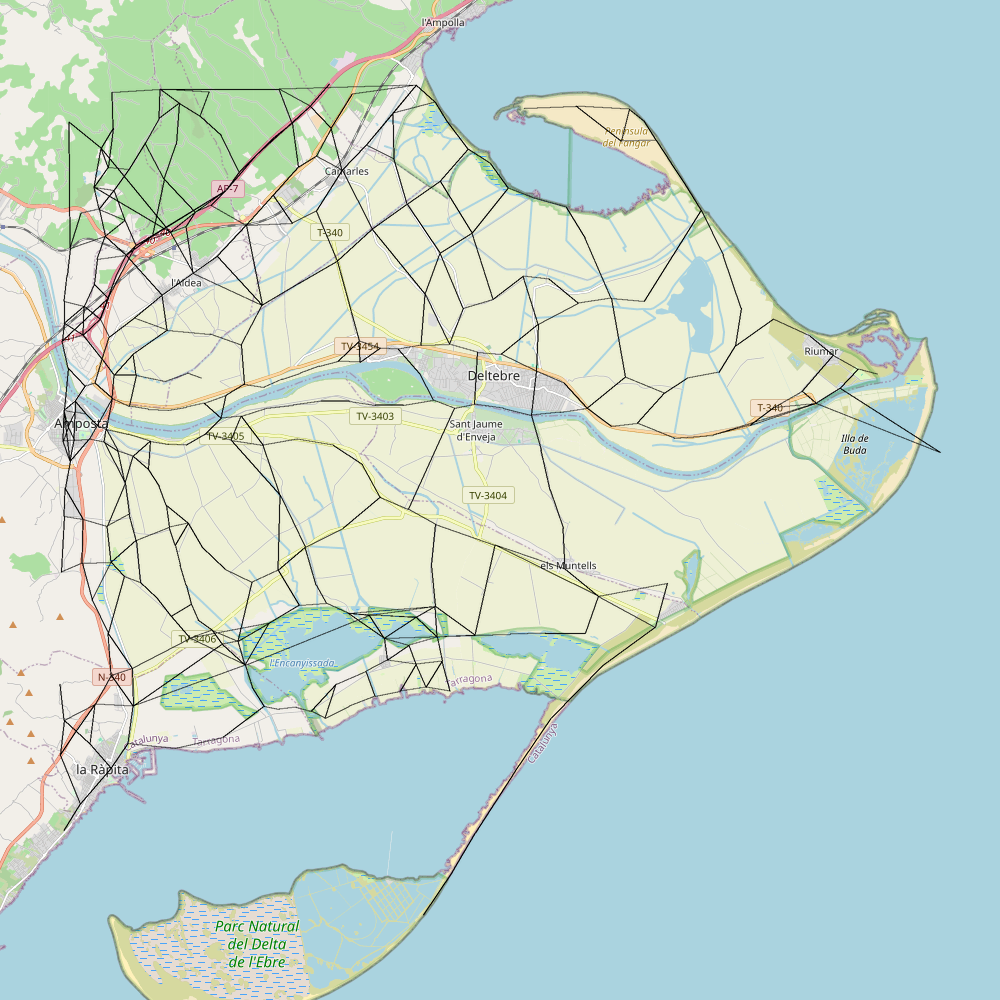 l'Ampolla
Península
del Fangar
Camarles
AP-7
T-340
l'Aldea
TV-3454
Riumar
Deltebre
T-340
TV-3403
Amposta
Sant Jaume
d'Enveja
TV-3405
Illa de
Buda
TV-3404
els Muntells
TV-3406
L'Encanyissada
N-340
Tarragona
Catalunya
Tarragona
Catalunya
la Ràpita
Parc Natural
del Delta
de l'Ebre